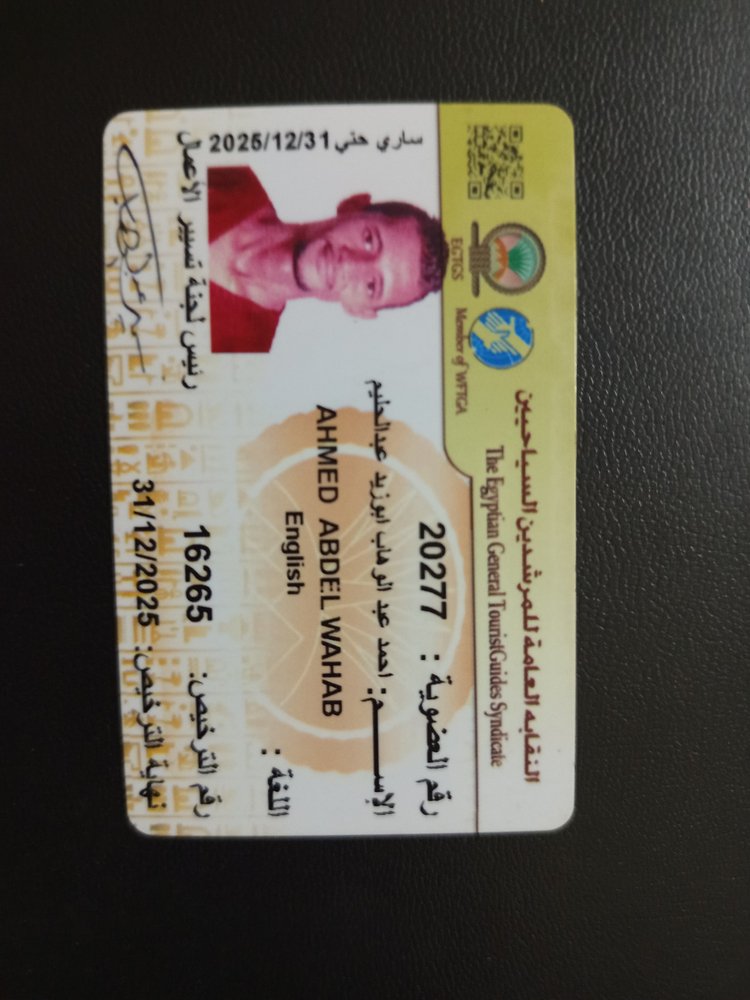 النقابه العامة للمرشدين السياحيين
The Egyptian General TouristGuides Syndicate
EGTGS
Member of WFTGA
ساري حتي 2025/12/31
رقم العضوية : 20277
الإســـــم: احمد عبد الوهاب ابوزيد عبدالحليم
AHMED ABDEL WAHAB
اللغة :
English
رقم الترخيص: 16265
نهاية الترخيص: 31/12/2025
رئيس لجنة تسيير الأعمال